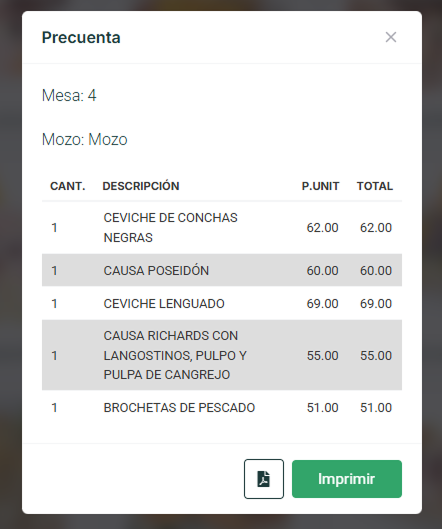 Precuenta
Mesa: 4
Mozo: Mozo
CANT. DESCRIPCIÓN P.UNIT TOTAL
1 CEVICHE DE CONCHAS NEGRAS 62.00 62.00
1 CAUSA POSEIDÓN 60.00 60.00
1 CEVICHE LENGUADO 69.00 69.00
1 CAUSA RICHARDS CON LANGOSTINOS, PULPO Y PULPA DE CANGREJO 55.00 55.00
1 BROCHETAS DE PESCADO 51.00 51.00
Imprimir